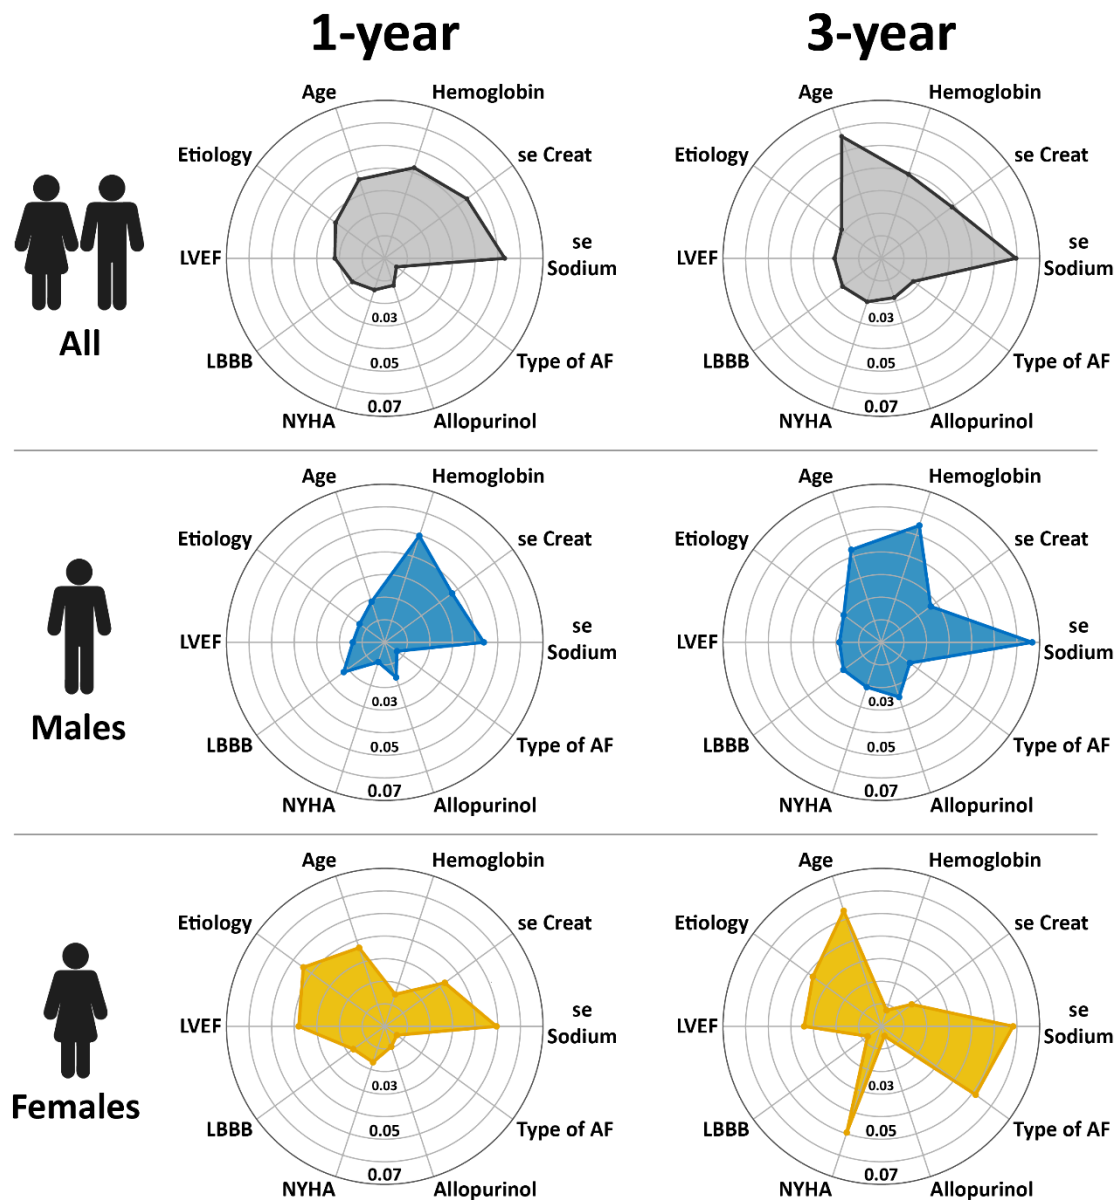 1-year
3-year
Age
Hemoglobin
Etiology
se Creat
LVEF
se
Sodium
LBBB
Type of AF
NYHA
Allopurinol
0.03
0.05
0.07
Age
Hemoglobin
Etiology
se Creat
LVEF
se
Sodium
LBBB
Type of AF
NYHA
Allopurinol
0.03
0.05
0.07
All
Age
Hemoglobin
Etiology
se Creat
LVEF
se
Sodium
LBBB
Type of AF
NYHA
Allopurinol
0.03
0.05
0.07
Age
Hemoglobin
Etiology
se Creat
LVEF
se
Sodium
LBBB
Type of AF
NYHA
Allopurinol
0.03
0.05
0.07
Males
Age
Hemoglobin
Etiology
se Creat
LVEF
se
Sodium
LBBB
Type of AF
NYHA
Allopurinol
0.03
0.05
0.07
Age
Hemoglobin
Etiology
se Creat
LVEF
se
Sodium
LBBB
Type of AF
NYHA
Allopurinol
0.03
0.05
0.07
Females